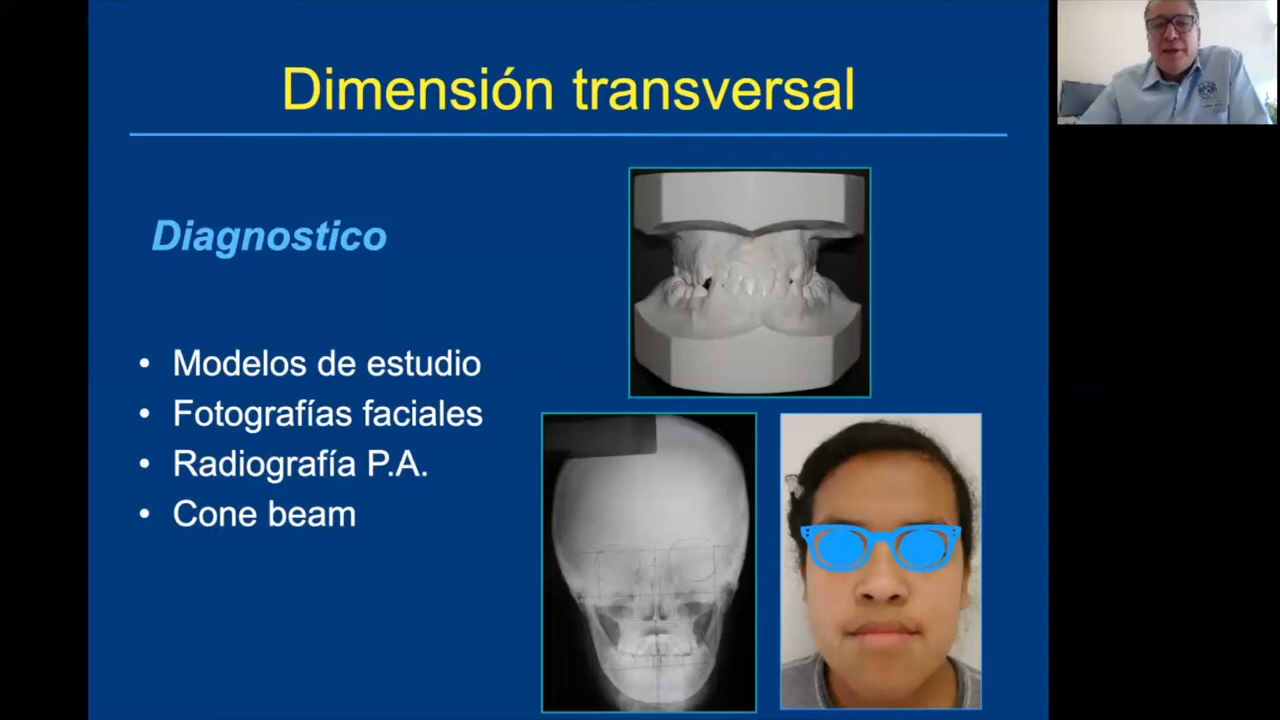 Dimensión transversal
Diagnostico
• Modelos de estudio
• Fotografías faciales
• Radiografía P.A.
• Cone beam